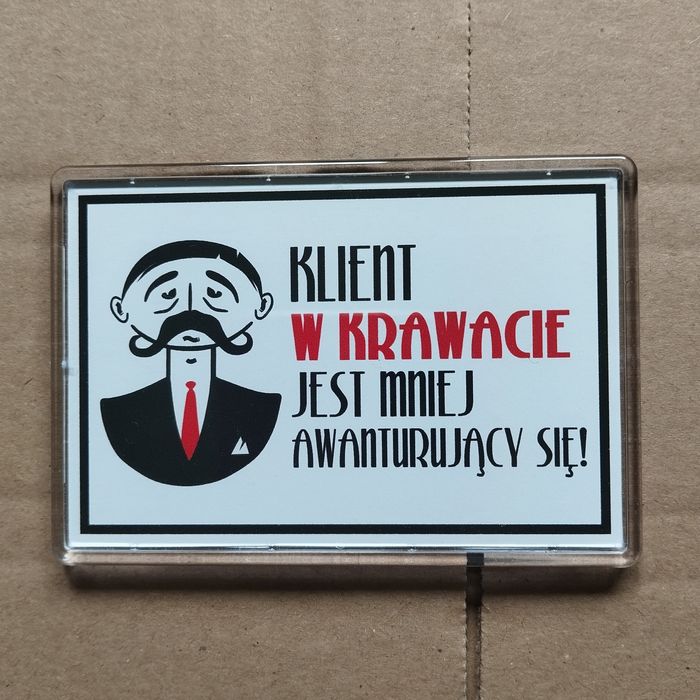 KLIENT
W KRAWACIE
JEST MNIEJ
AWANTURUJĄCY SIĘ!